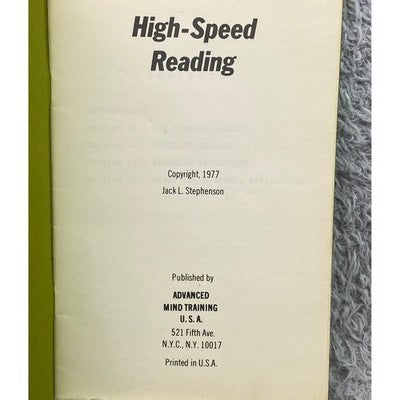 High-Speed
Reading
Copyright, 1977
Jack L. Stephenson
Published by
ADVANCED
MIND TRAINING
U. S. A.
521 Fifth Ave.
N.Y.C., N.Y. 10017
Printed in U.S.A.